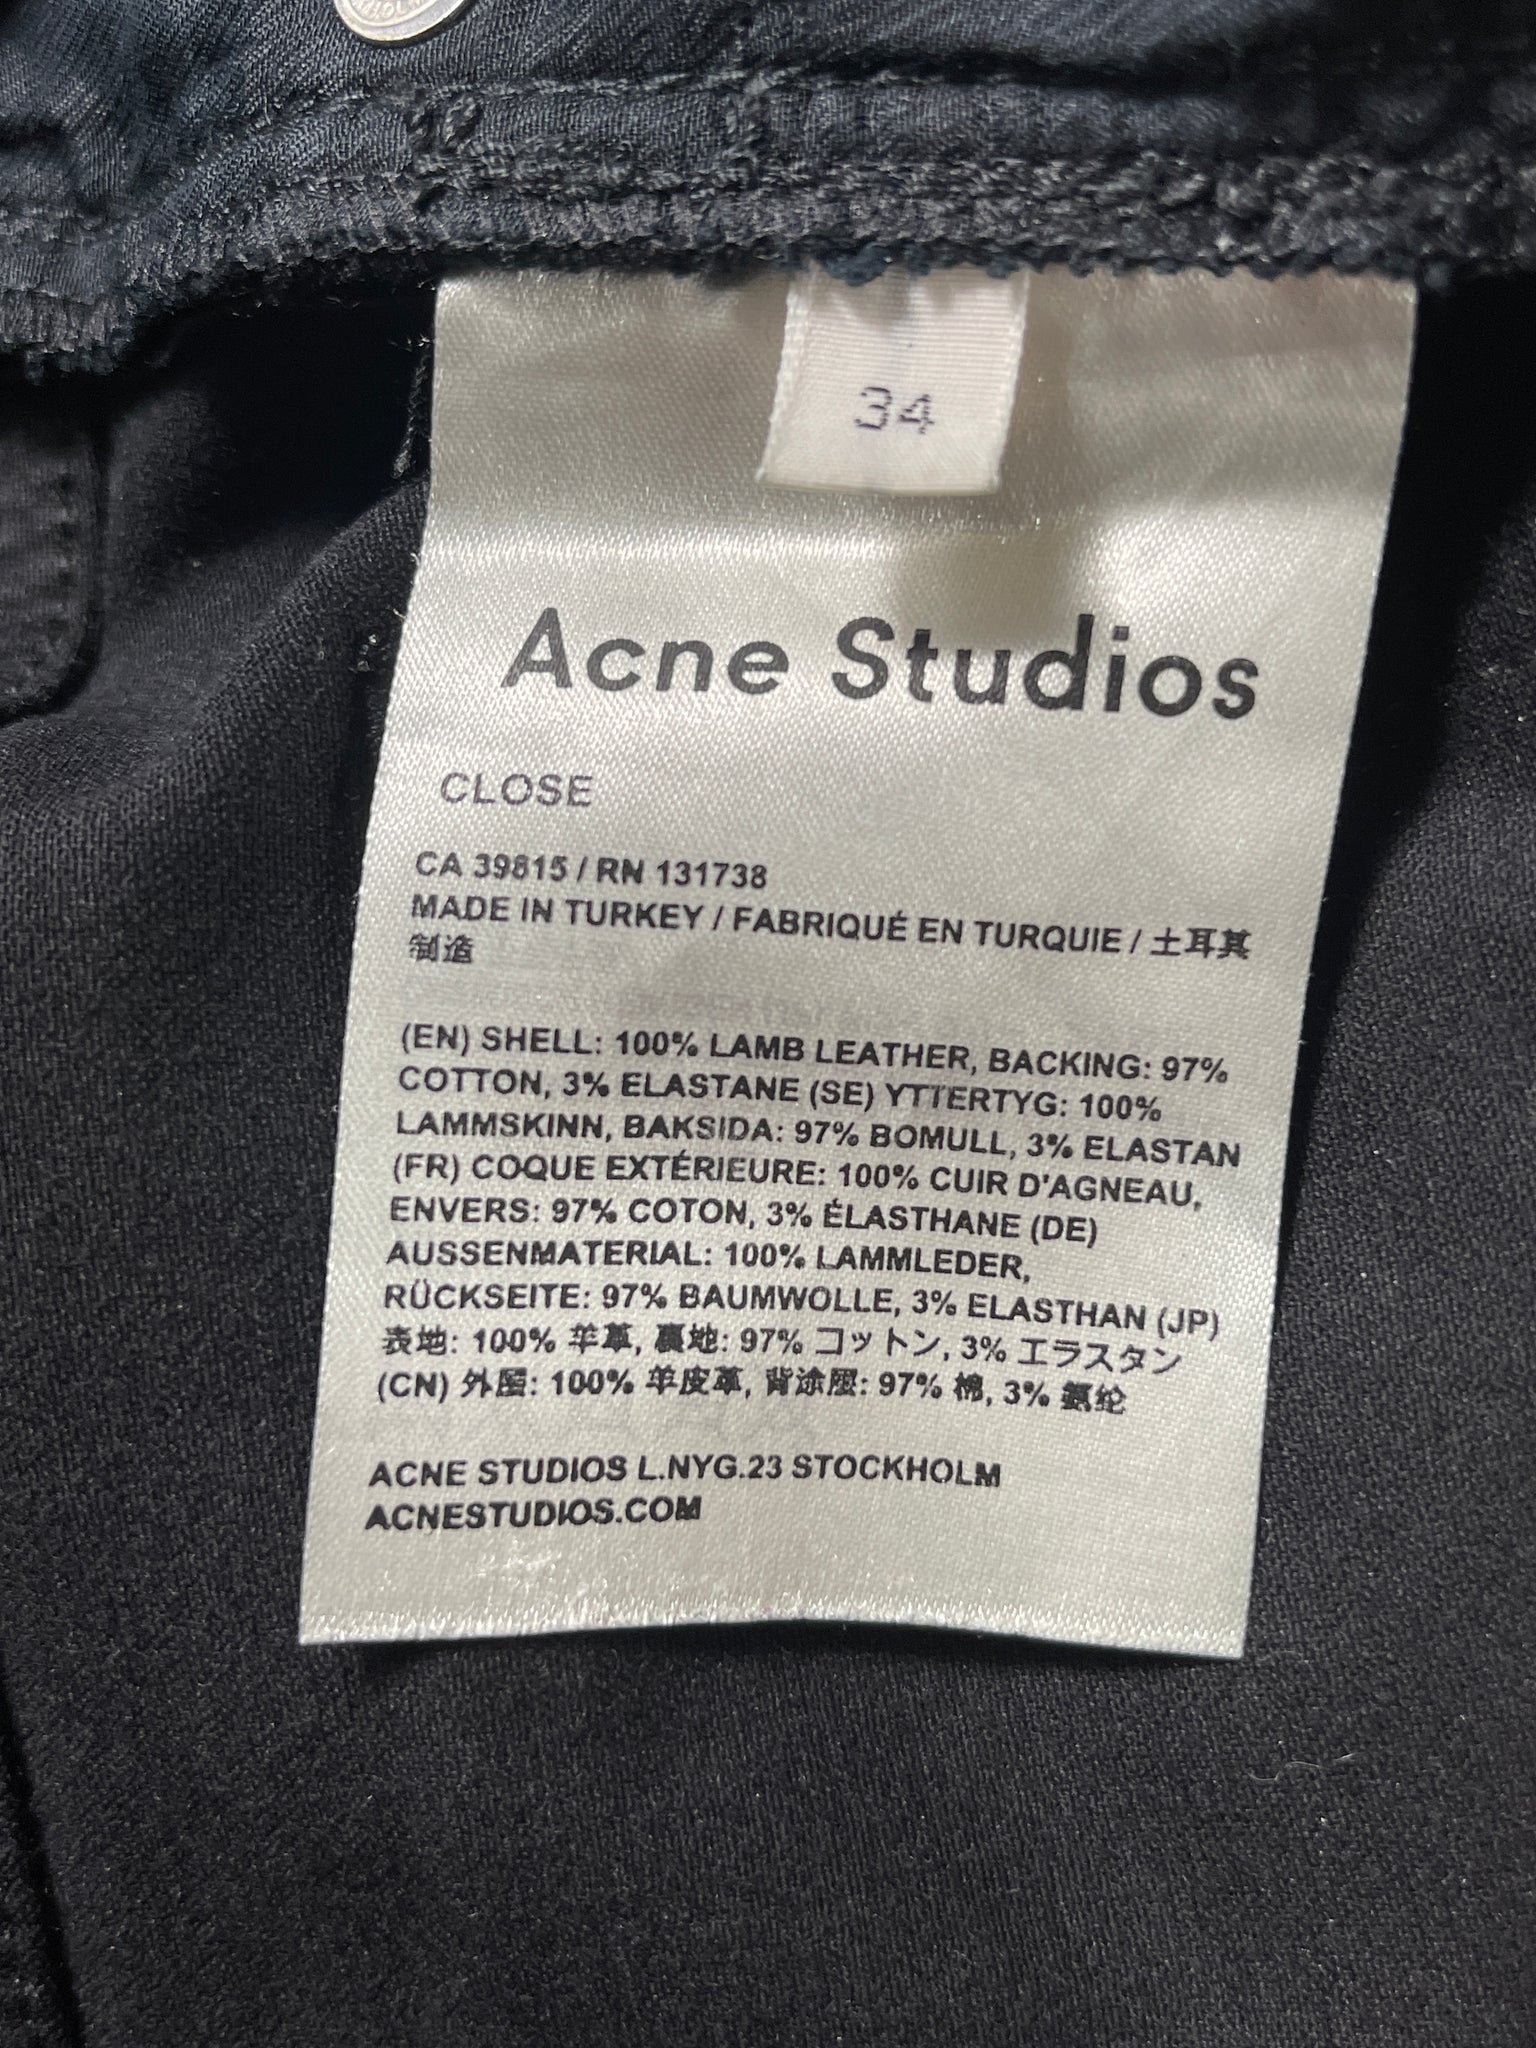 34
Acne Studios
CLOSE
CA 39815 / RN 131738
MADE IN TURKEY / FABRIQUÉ EN TURQUIE / 土耳其
制造
(EN) SHELL: 100% LAMB LEATHER, BACKING: 97%
COTTON, 3% ELASTANE (SE) YTTERTYG: 100%
LAMMSKINN, BAKSIDA: 97% BOMULL, 3% ELASTAN
(FR) COQUE EXTÉRIEURE: 100% CUIR D'AGNEAU,
ENVERS: 97% COTON, 3% ÉLASTHANE (DE)
AUSSENMATERIAL: 100% LAMMLEDER,
RÜCKSEITE: 97% BAUMWOLLE, 3% ELASTHAN (JP)
表地: 100% 羊革, 裏地: 97% コットン, 3% エラスタン
(CN) 外层: 100% 羊皮革, 背涂层: 97% 棉, 3% 氨纶
ACNE STUDIOS L.NYG.23 STOCKHOLM
ACNESTUDIOS.COM